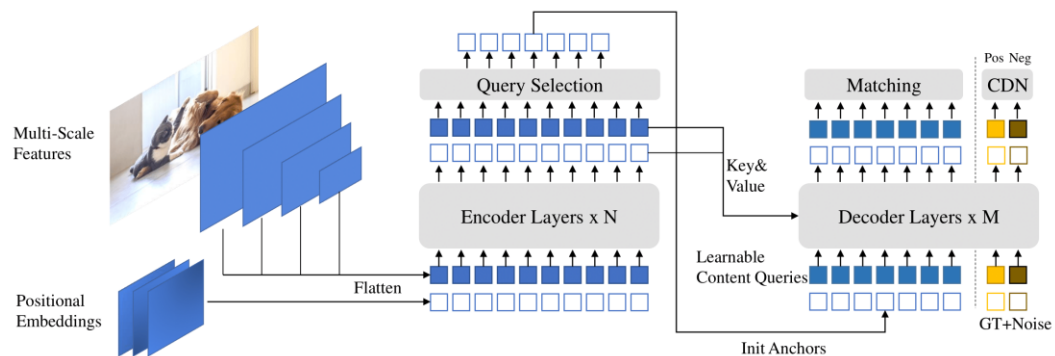 Multi-Scale
Features
Positional
Embeddings
Flatten
Query Selection
Encoder Layers x N
Key&
Value
Learnable
Content Queries
Init Anchors
Matching
Decoder Layers x M
Pos Neg
CDN
GT+Noise